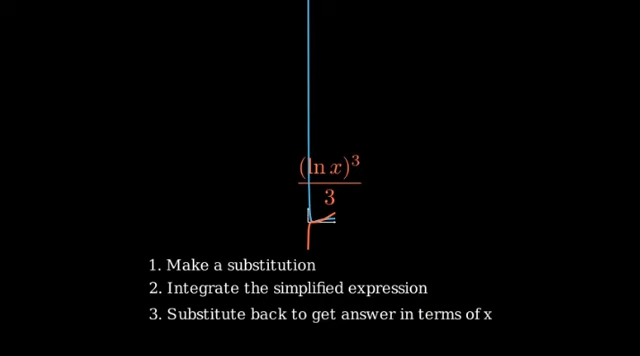 (ln x)^3
3
1. Make a substitution
2. Integrate the simplified expression
3. Substitute back to get answer in terms of x